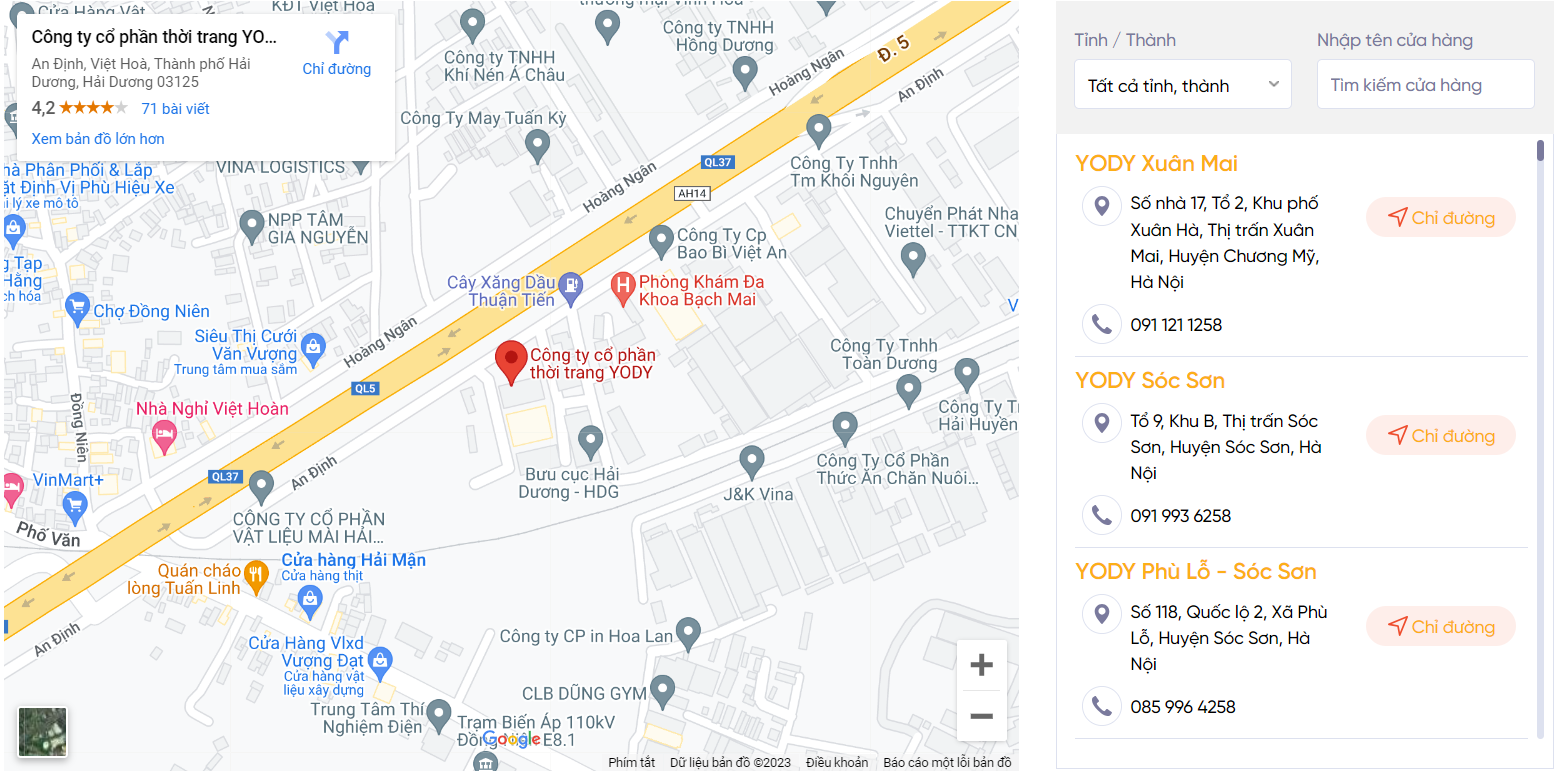 Cửa Hàng Vật
KĐT Việt Hoà
thương mại Vĩnh Long
Công ty cổ phần thời trang YO...
An Định, Việt Hoà, Thành phố Hải
Dương, Hải Dương 03125
4,2
71 bài viết
Xem bản đồ lớn hơn
Chỉ đường
Công ty TNHH
Khí Nén Á Châu
Công ty TNHH
Hồng Dương
Đ. 5
Hoàng Ngân
An Định
Công Ty May Tuấn Kỳ
VINA LOGISTICS
QL37
AH14
Công Ty Tnhh
Tm Khôi Nguyên
Hoàng Ngân
nhà Phân Phối & Lắp
Đặt Định Vị Phù Hiệu Xe
ại lý xe mô tô
NPP TÂM
GIA NGUYỄN
Chuyển Phát Nha
Viettel - TTKT CN
Công Ty Cp
Bao Bì Việt An
g Tạp
Hằng
ch hóa
Cây Xăng Dầu
Thuận Tiến
Phòng Khám Đa
Khoa Bạch Mai
V
Chợ Đồng Niên
Siêu Thị Cưới
Văn Vượng
Trung tâm mua sắm
Hoàng Ngân
Công ty cổ phần
thời trang YODY
Công Ty Tnhh
Toàn Dương
QL5
Đồng Niên
Nhà Nghỉ Việt Hoàn
Công Ty T
Hải Huyền
QL37
An Định
Bưu cục Hải
Dương - HDG
Công Ty Cổ Phần
Thức Ăn Chăn Nuôi...
J&K Vina
VinMart+
Phố Văn
CÔNG TY CỔ PHẦN
VẬT LIỆU MÀI HẢI...
Quán cháo
lòng Tuấn Linh
Cửa hàng Hải Mận
Cửa hàng thịt
An Định
Công ty CP in Hoa Lan
Cửa Hàng Vlxd
Vượng Đạt
Cửa hàng vật
liệu xây dựng
CLB DŨNG GYM
Trung Tâm Thí
Nghiệm Điện
Trạm Biến Áp 110kV
Đồng Niên E8.1
Google
Phím tắt
Dữ liệu bản đồ ©2023
Điều khoản
Báo cáo một lỗi bản đồ
Tỉnh / Thành
Nhập tên cửa hàng
Tất cả tỉnh, thành
Tìm kiếm cửa hàng
YODY Xuân Mai
Số nhà 17, Tổ 2, Khu phố
Xuân Hà, Thị trấn Xuân
Mai, Huyện Chương Mỹ,
Hà Nội
Chỉ đường
091 121 1258
YODY Sóc Sơn
Tổ 9, Khu B, Thị trấn Sóc
Sơn, Huyện Sóc Sơn, Hà
Nội
Chỉ đường
091 993 6258
YODY Phù Lỗ - Sóc Sơn
Số 118, Quốc lộ 2, Xã Phù
Lỗ, Huyện Sóc Sơn, Hà
Nội
Chỉ đường
085 996 4258